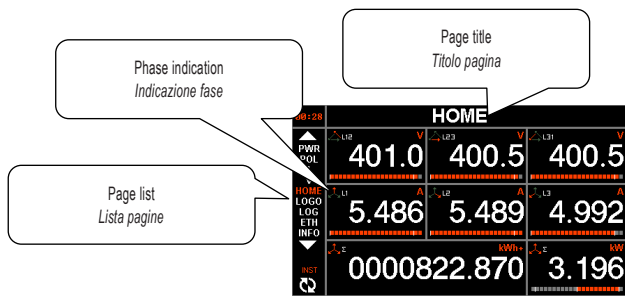 Page title
Titolo pagina
Phase indication
Indicazione fase
Page list
Lista pagine
00:28
HOME
PWR
POL
HOME
LOGO
LOG
ETH
INFO
INST
L12 V
401.0
L23 V
400.5
L31 V
400.5
L1 A
5.486
L2 A
5.489
L3 A
4.992
Σ kWh+
0000822.870
Σ kW
3.196